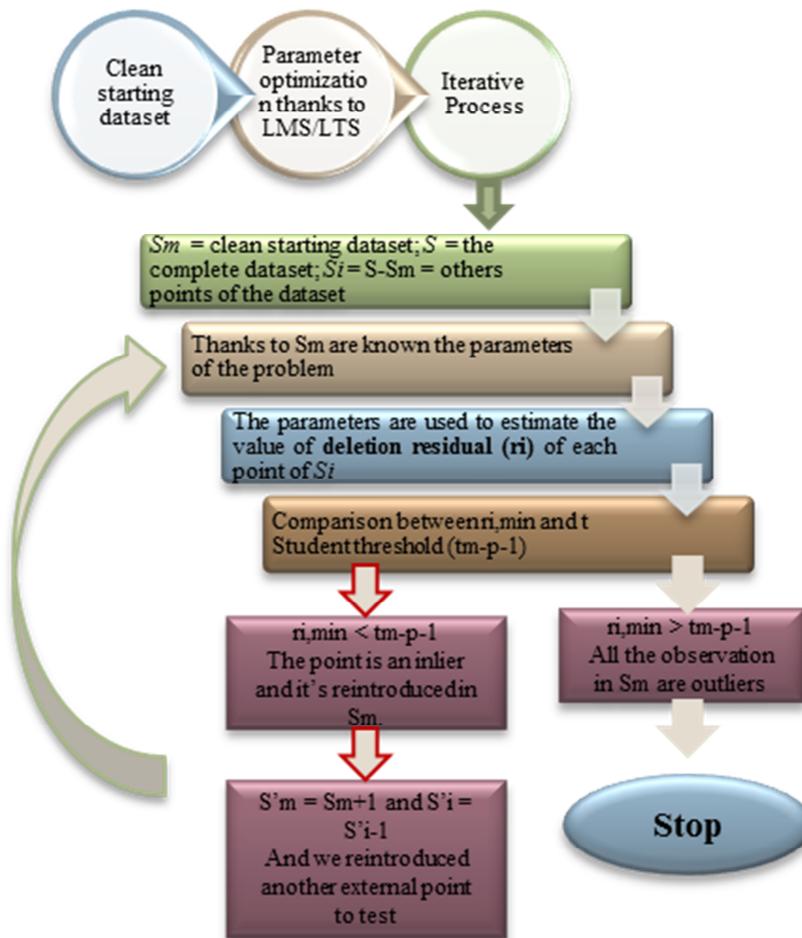 Clean
starting
dataset
Parameter
optimizatio
n thanks to
LMS/LTS
Iterative
Process
Sm = clean starting dataset; S = the
complete dataset; Si = S-Sm = others
points of the dataset
Thanks to Sm are known the parameters
of the problem
The parameters are used to estimate the
value of deletion residual (ri) of each
point of Si
Comparison between ri,min and t
Student threshold (tm-p-1)
ri,min < tm-p-1
The point is an inlier
and it's reintroduced in
Sm.
ri,min > tm-p-1
All the observation
in Sm are outliers
S'm = Sm+1 and S'i =
S'i-1
And we reintroduced
another external point
to test
Stop